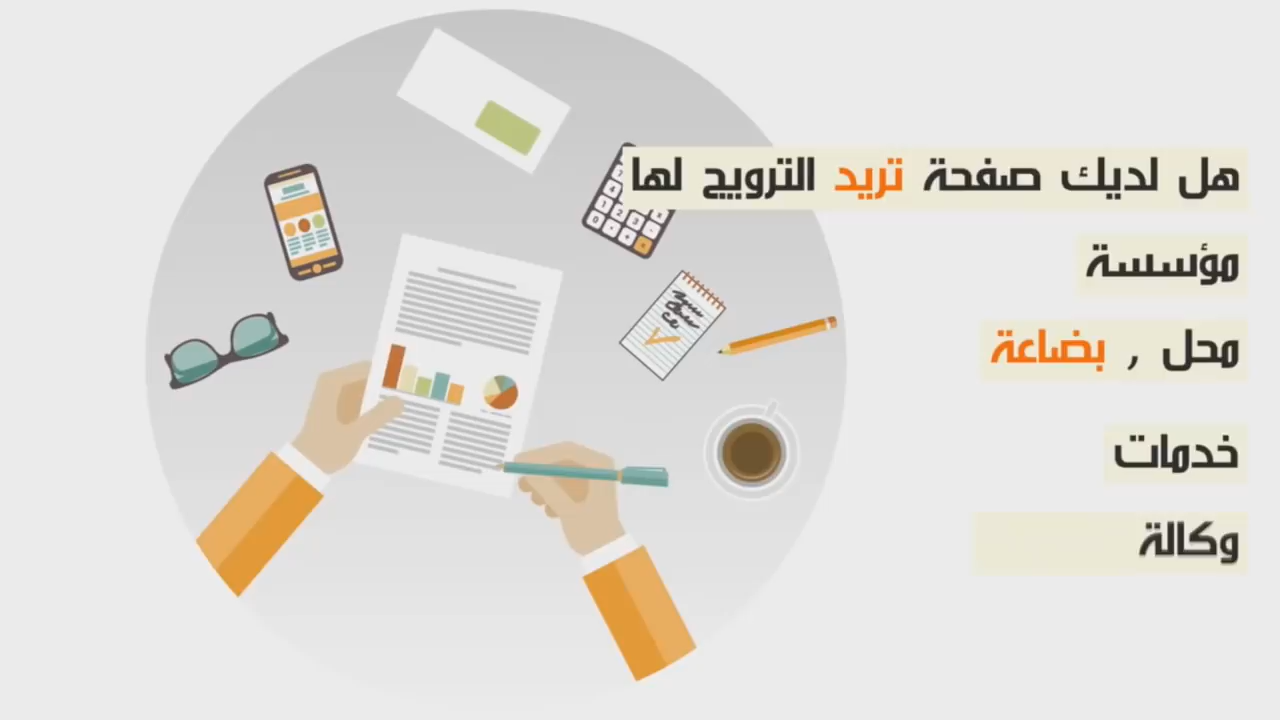 هل لديك صفحة تريد الترويج لها
مؤسسة
محل , بضاعة
خدمات
وكالة